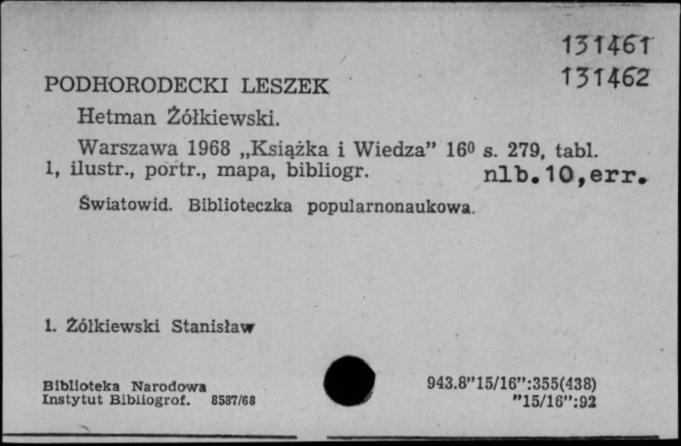 131461
131462
PODHORODECKI LESZEK
Hetman Żółkiewski.
Warszawa 1968 „Książka i Wiedza” 16⁰ s. 279, tabl.
1, ilustr., portr., mapa, bibliogr. nlb.10,err.
Światowid. Biblioteczka popularnonaukowa.
1. Żółkiewski Stanisław
Biblioteka Narodowa 943.8”15/16”:355(438)
Instytut Bibliogrof. 8587/68 ”15/16”:92